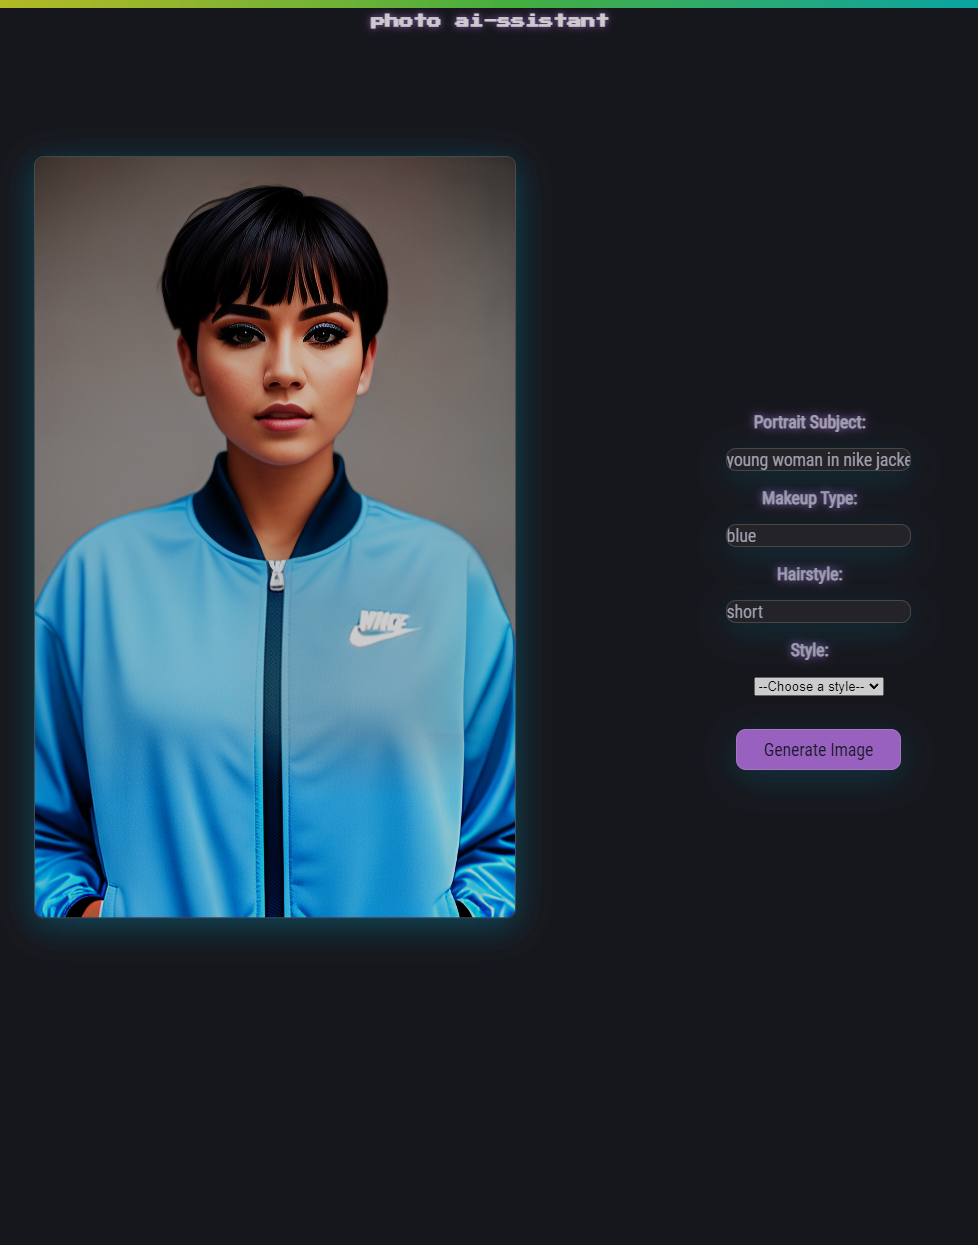 photo ai-ssistant
NIICE
Portrait Subject:
young woman in nike jacke
Makeup Type:
blue
Hairstyle:
short
Style:
--Choose a style--
Generate Image